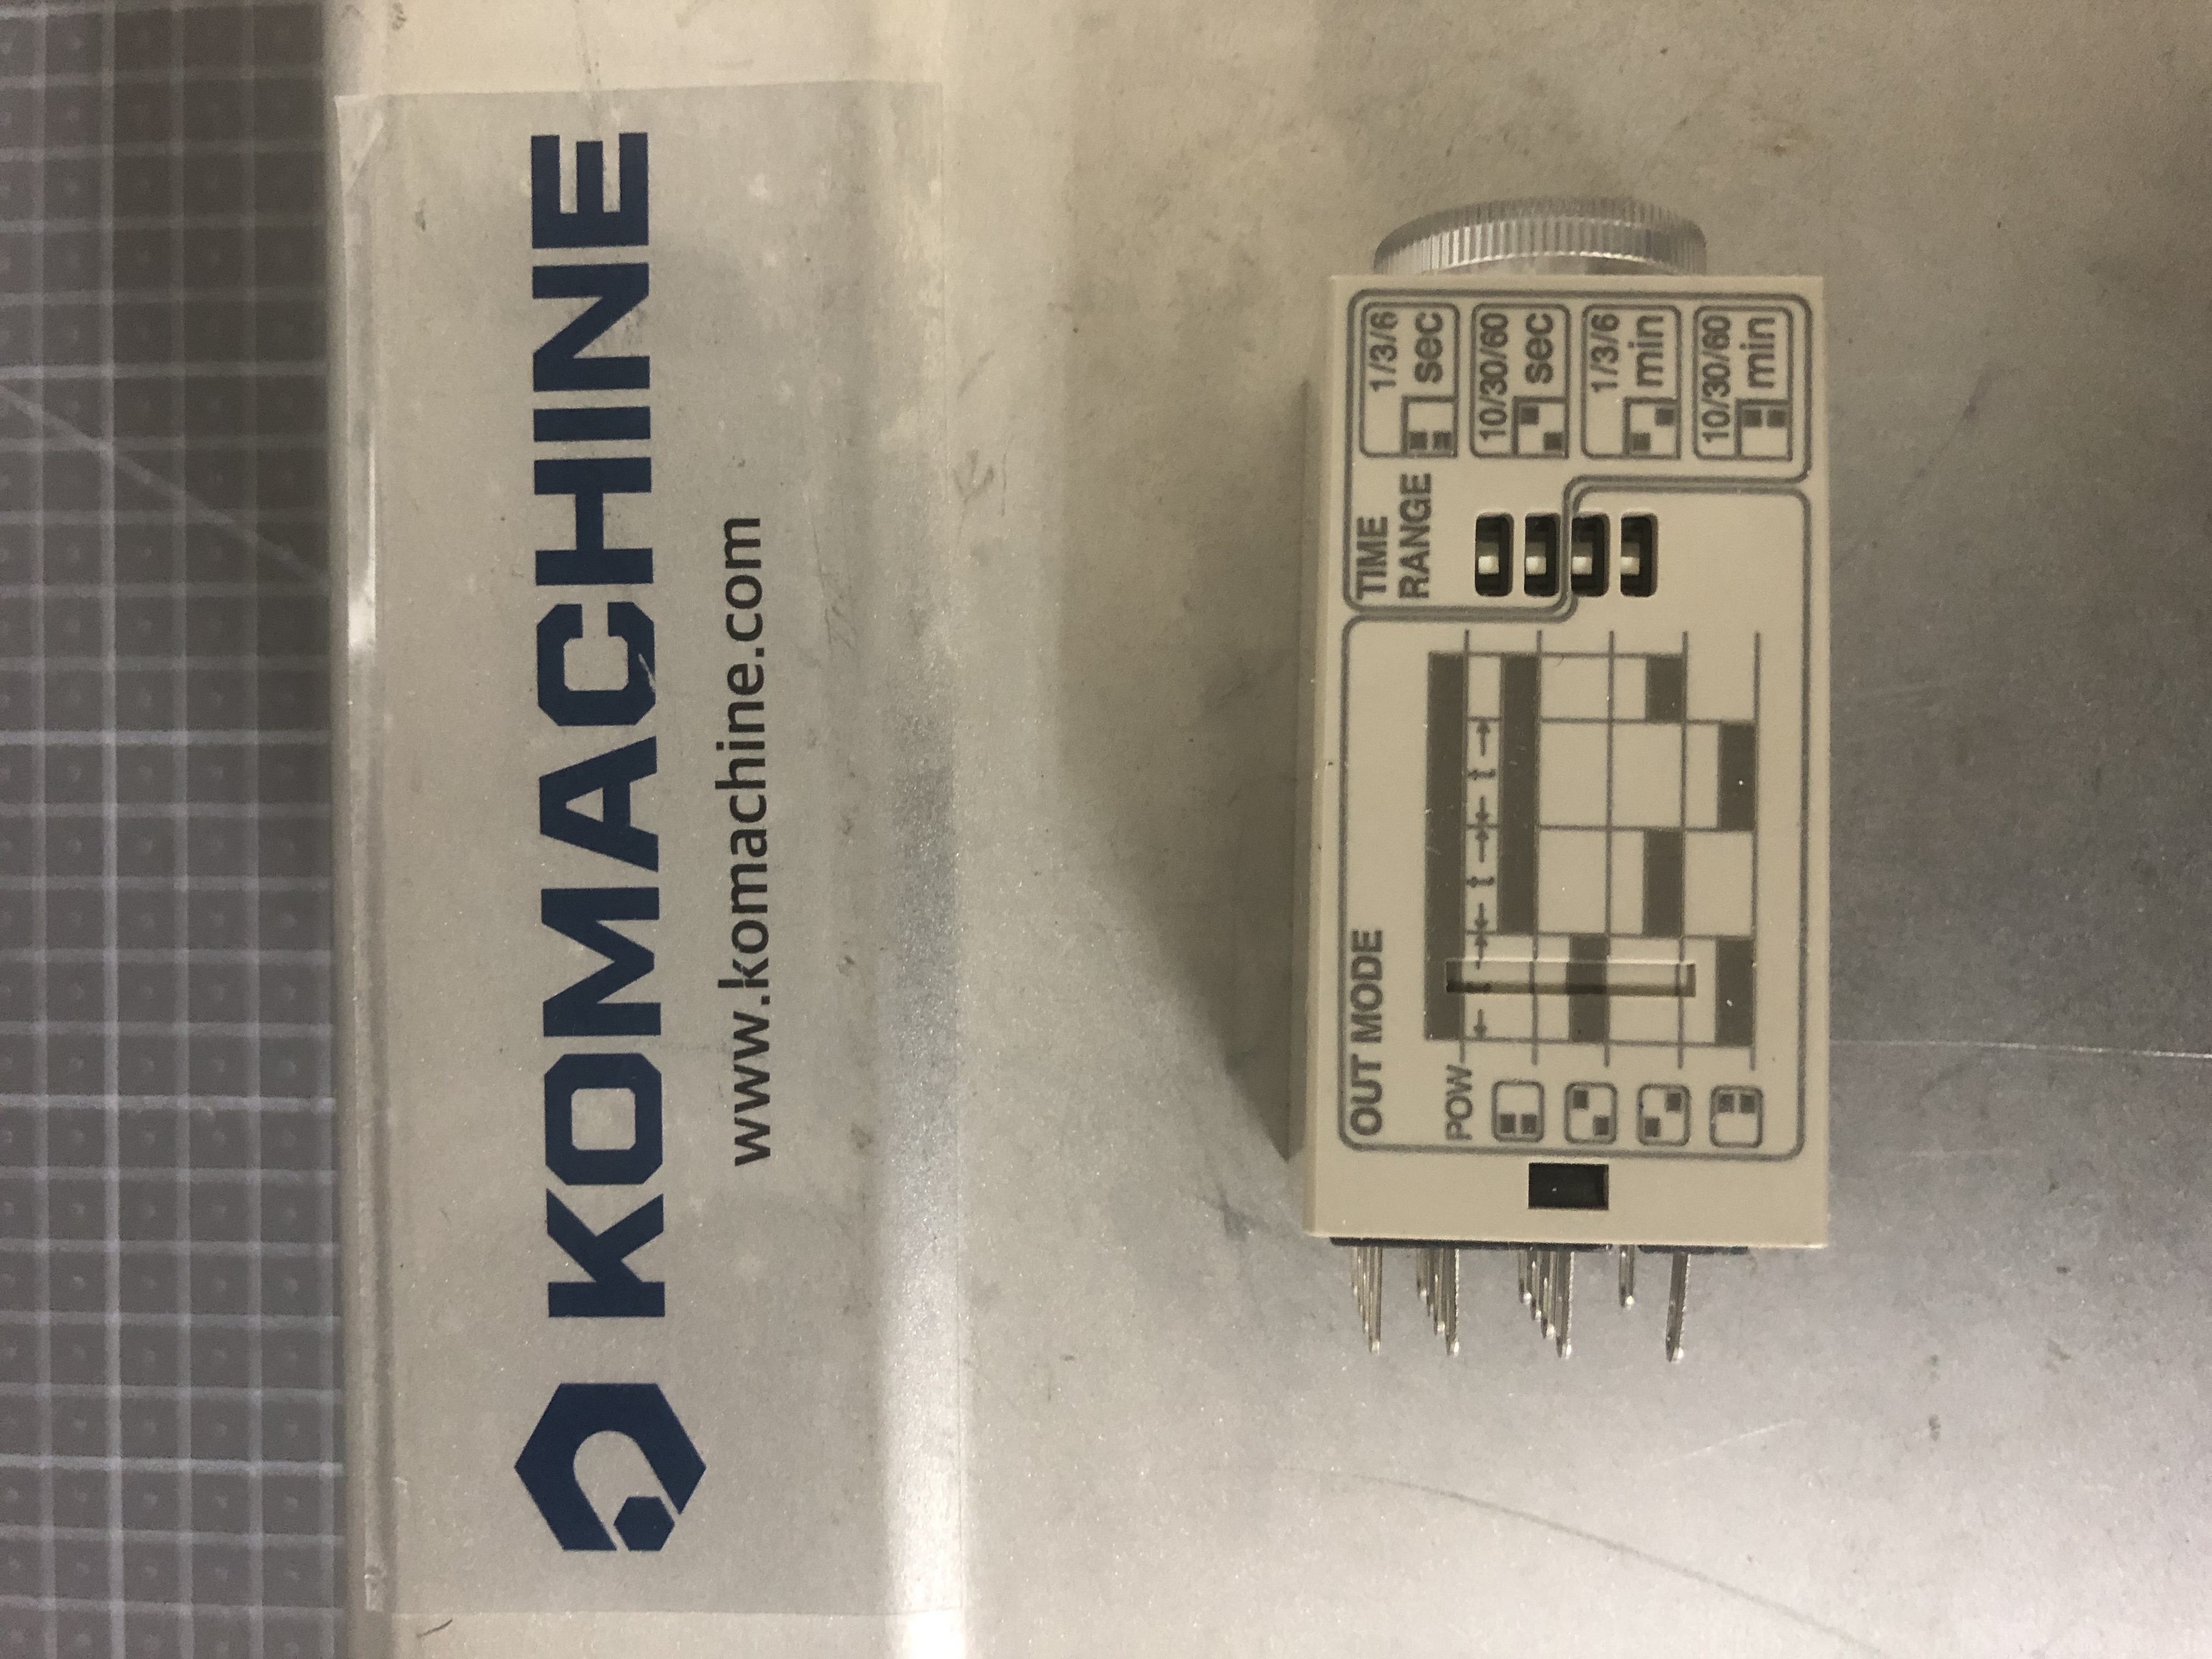 KOMACHINE
www.komachine.com
OUT MODE
POW
t
t
t
TIME
RANGE
1/3/6
sec
10/30/60
sec
1/3/6
min
10/30/60
min